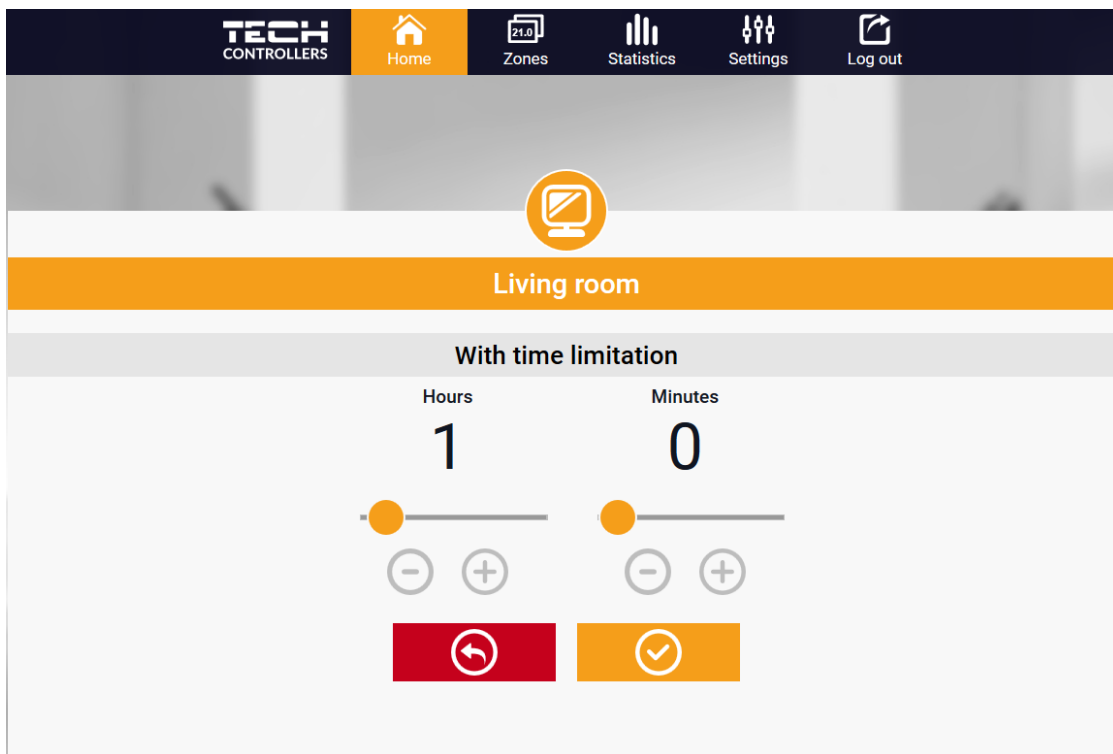 TECH
CONTROLLERS
Home
21.0
Zones
Statistics
Settings
Log out
Living room
With time limitation
Hours
Minutes
1
0